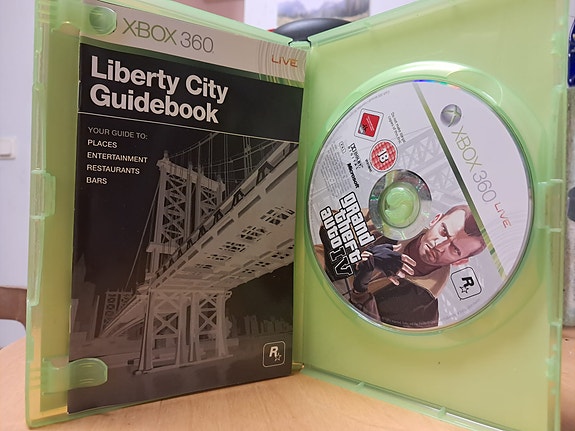 XBOX 360
LIVE
Liberty City
Guidebook
YOUR GUIDE TO:
PLACES
ENTERTAINMENT
RESTAURANTS
BARS
R
XBOX 360 LIVE
18
Microsoft
grand
theft
auto IV
R